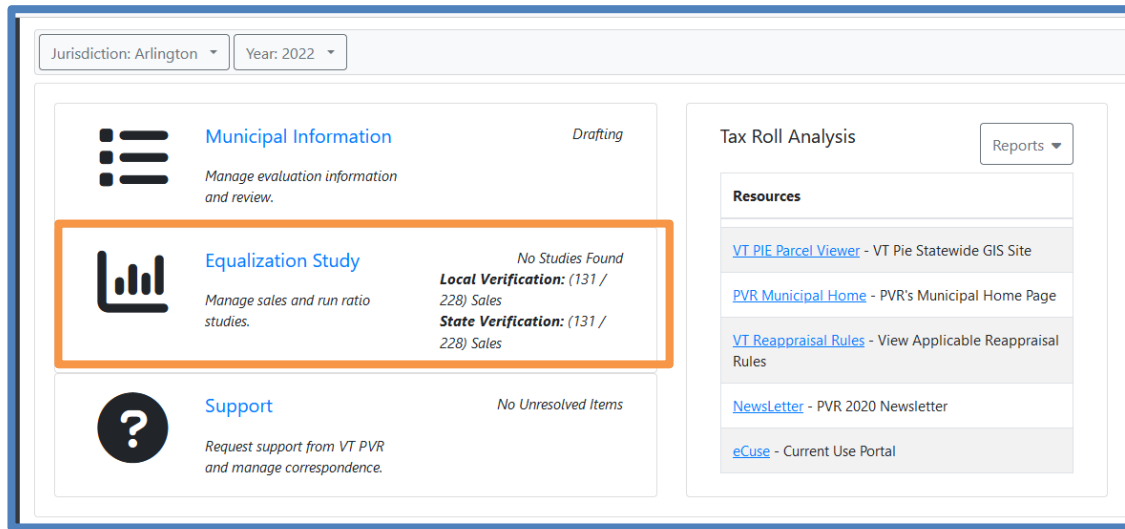 Jurisdiction: Arlington
Year: 2022
Municipal Information
Drafting
Manage evaluation information
and review.
Equalization Study
No Studies Found
Local Verification: (131 /
228) Sales
State Verification: (131 /
228) Sales
Manage sales and run ratio
studies.
Support
No Unresolved Items
?
Request support from VT PVR
and manage correspondence.
Tax Roll Analysis
Reports
Resources
VT PIE Parcel Viewer - VT Pie Statewide GIS Site
PVR Municipal Home - PVR's Municipal Home Page
VT Reappraisal Rules - View Applicable Reappraisal
Rules
NewsLetter - PVR 2020 Newsletter
eCuse - Current Use Portal